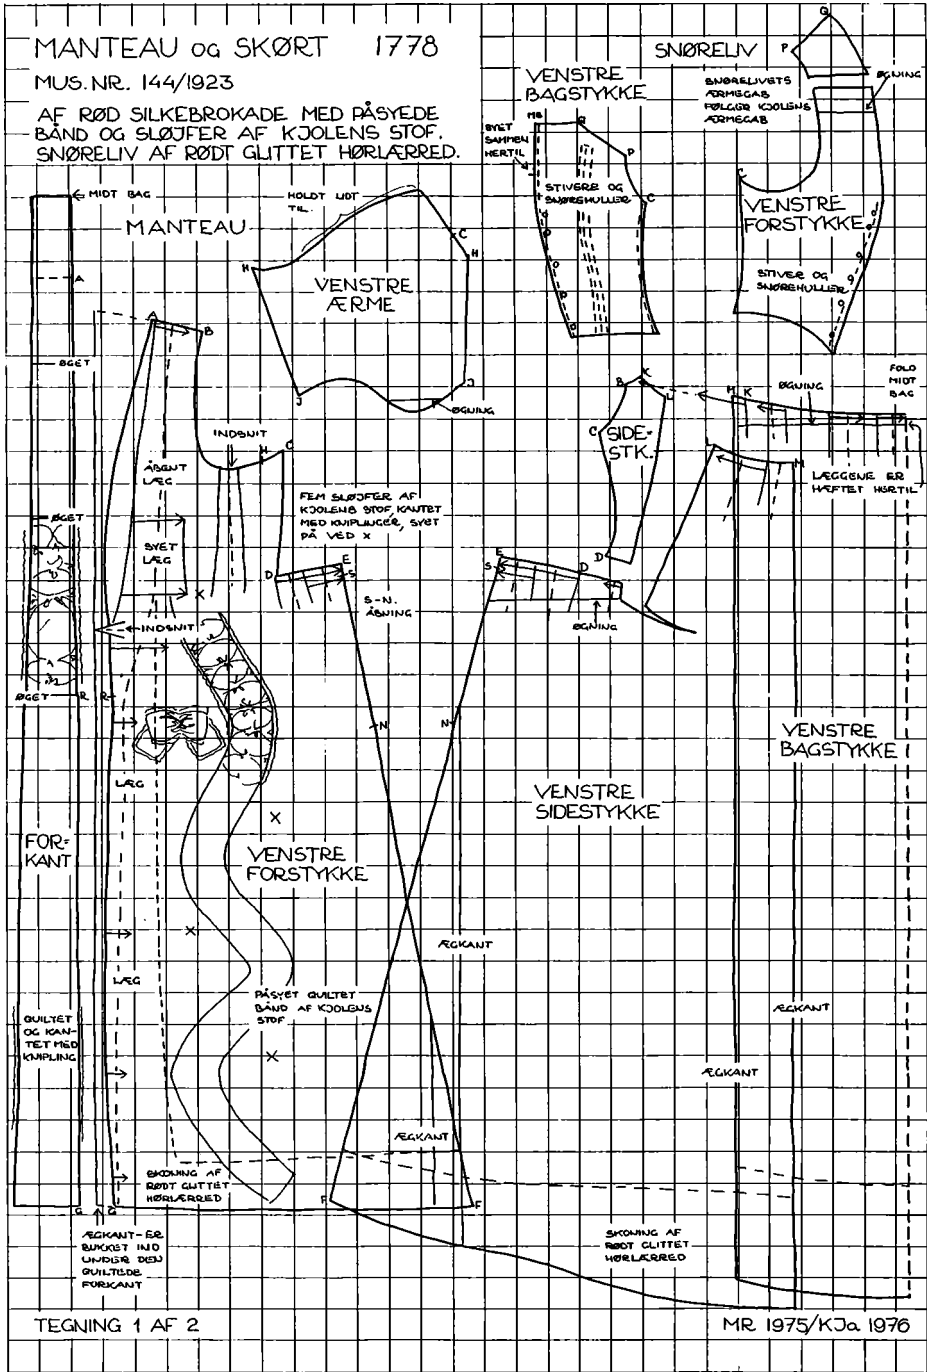 MANTEAU OG SKØRT 1778
MUS. NR. 144/1923
AF RØD SILKEBROKADE MED PÅSYEDE
BÅND OG SLØJFER AF KJOLENS STOF.
SNØRELIV AF RØDT GLITTET HØRLÆRRED.
SNØRELIV
SNØRELIVETS
ÆRMEGAB
FØLGER KJOLENS
ÆRMEGAB
Q
P
ØGNING
C
VENSTRE
FORSTYKKE
STIVER OG
SNØREHULLER
VENSTRE
BAGSTYKKE
MB
Q
P
C
SYET
SAMMEN
HERTIL
STIVERE OG
SNØREHULLER
MIDT BAG
A
ØGET
ØGET
ØGET R
FOR-
KANT
QUILTET
OG KAN-
TET MED
KNIPLING
G
MANTEAU
HOLDT LIDT
TIL.
H
C
H
VENSTRE
ÆRME
J
J
ØGNING
A
B
INDSNIT
H
C
ÅBENT
LÆG
SYET
LÆG
X
INDSNIT
R
D
E
S
S-N.
ÅBNING
N
FEM SLØJFER AF
KJOLENS STOF, KANTET
MED KNIPLINGER, SYET
PÅ VED X
LÆG
X
VENSTRE
FORSTYKKE
X
LÆG
PÅSYET QUILTET
BÅND AF KJOLENS
STOF
X
SKONING AF
RØDT GLITTET
HØRLÆRRED
G
F
ÆGKANT-ER
BUKKET IND
UNDER DEN
QUILTEDE
FORKANT
B
K
L
C
SIDE-
STK.
D
E
S
D
ØGNING
N
L
M
VENSTRE
SIDESTYKKE
ÆGKANT
ÆGKANT
ÆGKANT
F
SKONING AF
RØDT GLITTET
HØRLÆRRED
M K
ØGNING
FOLD
MIDT
BAG
LÆGGENE ER
HÆFTET HERTIL
VENSTRE
BAGSTYKKE
ÆGKANT
TEGNING 1 AF 2
MR 1975/KJa 1976